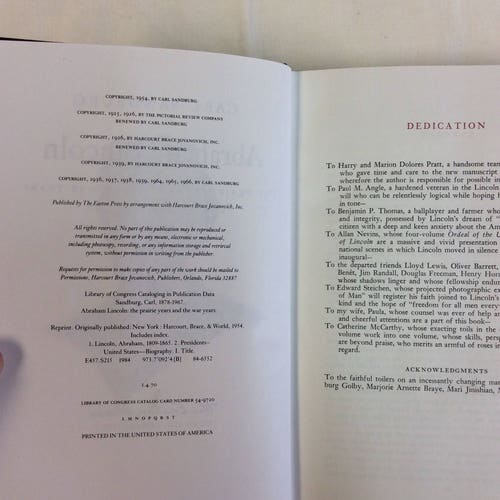 COPYRIGHT, 1954, BY CARL SANDBURG
COPYRIGHT, 1925, 1926, BY THE PICTORIAL REVIEW COMPANY
RENEWED BY CARL SANDBURG
COPYRIGHT, 1926, BY HARCOURT BRACE JOVANOVICH, INC.
RENEWED BY CARL SANDBURG
COPYRIGHT, 1939, BY HARCOURT BRACE JOVANOVICH, INC.
COPYRIGHT, 1936, 1937, 1938, 1939, 1964, 1965, 1966, BY CARL SANDBURG
Published by The Easton Press by arrangement with Harcourt Brace Jovanovich, Inc.
All rights reserved. No part of this publication may be reproduced or
transmitted in any form or by any means, electronic or mechanical,
including photocopy, recording, or any information storage and retrieval
system, without permission in writing from the publisher.
Requests for permission to make copies of any part of the work should be mailed to
Permissions, Harcourt Brace Jovanovich, Publishers, Orlando, Florida 32887
Library of Congress Cataloging in Publication Data
Sandburg, Carl, 1878-1967.
Abraham Lincoln: the prairie years and the war years
Reprint. Originally published: New York : Harcourt, Brace, & World, 1954.
Includes index.
1. Lincoln, Abraham, 1809-1865. 2. Presidents—
United States—Biography. I. Title.
E457.S215 1984 973.7'092'4 [B] 84-6552
1.4.70
LIBRARY OF CONGRESS CATALOG CARD NUMBER 54-9720
L M N O P Q R S T
PRINTED IN THE UNITED STATES OF AMERICA
DEDICATION
To Harry and Marion Dolores Pratt, a handsome team
who gave time and care to the new manuscript
wherefore the author is responsible for possible in
To Paul M. Angle, a hardened veteran in the Lincoln
will who can be relentlessly logical while hoping
in tone—
To Benjamin P. Thomas, a ballplayer and farmer who
and integrity, possessed by Lincoln's dream of "
citizen with a deep and keen anxiety about the Am
To Allan Nevins, whose four-volume Ordeal of the U
of Lincoln are a massive and vivid presentation
national scenes in which Lincoln moved in silence
inaugural—
To the departed friends Lloyd Lewis, Oliver Barrett,
Benét, Jim Randall, Douglas Freeman, Henry Horn
whose shadows linger and whose fellowship endur
To Edward Steichen, whose projected photographic ex
of Man" will register his faith joined to Lincoln's
kind and the hope of "freedom for all men every
To my wife, Paula, whose counsel was ever of help an
and cheerful attentions are a part of this book—
To Catherine McCarthy, whose exacting toils in the
volume work into one volume, whose skills, persp
are beyond praise, who merits an armful of roses in
regard.
ACKNOWLEDGMENTS
To the faithful toilers on an incessantly changing ma
burg Golby, Marjorie Arnette Braye, Mari Jinishian, M